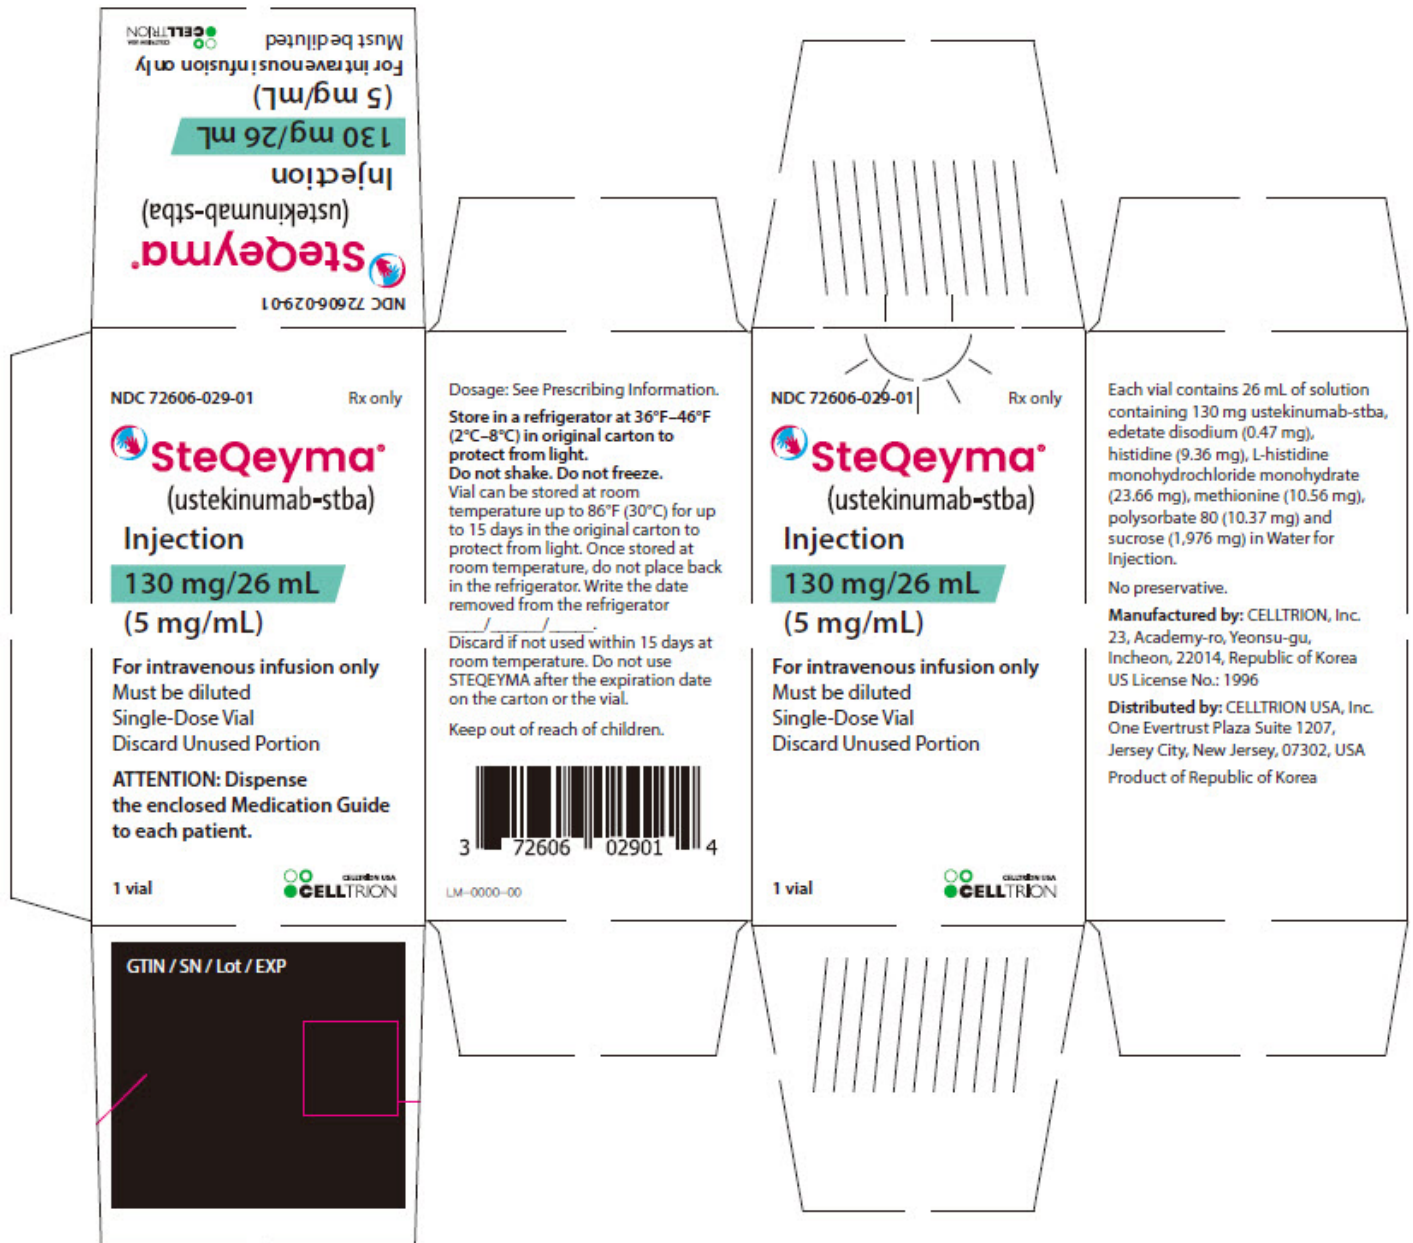 NDC 72606-029-01
SteQeyma®
(ustekinumab-stba)
Injection
130 mg/26 mL
(5 mg/mL)
For intravenous infusion only
Must be diluted
CELLTRION USA
CELLTRION
NDC 72606-029-01 Rx only
SteQeyma®
(ustekinumab-stba)
Injection
130 mg/26 mL
(5 mg/mL)
For intravenous infusion only
Must be diluted
Single-Dose Vial
Discard Unused Portion
ATTENTION: Dispense
the enclosed Medication Guide
to each patient.
1 vial
CELLTRION USA
CELLTRION
GTIN / SN / Lot / EXP
Dosage: See Prescribing Information.
Store in a refrigerator at 36°F–46°F
(2°C–8°C) in original carton to
protect from light.
Do not shake. Do not freeze.
Vial can be stored at room
temperature up to 86°F (30°C) for up
to 15 days in the original carton to
protect from light. Once stored at
room temperature, do not place back
in the refrigerator. Write the date
removed from the refrigerator
____/______/_____.
Discard if not used within 15 days at
room temperature. Do not use
STEQEYMA after the expiration date
on the carton or the vial.
Keep out of reach of children.
3 72606 02901 4
LM-0000-00
NDC 72606-029-01 Rx only
SteQeyma®
(ustekinumab-stba)
Injection
130 mg/26 mL
(5 mg/mL)
For intravenous infusion only
Must be diluted
Single-Dose Vial
Discard Unused Portion
1 vial
CELLTRION USA
CELLTRION
Each vial contains 26 mL of solution
containing 130 mg ustekinumab-stba,
edetate disodium (0.47 mg),
histidine (9.36 mg), L-histidine
monohydrochloride monohydrate
(23.66 mg), methionine (10.56 mg),
polysorbate 80 (10.37 mg) and
sucrose (1,976 mg) in Water for
Injection.
No preservative.
Manufactured by: CELLTRION, Inc.
23, Academy-ro, Yeonsu-gu,
Incheon, 22014, Republic of Korea
US License No.: 1996
Distributed by: CELLTRION USA, Inc.
One Evertrust Plaza Suite 1207,
Jersey City, New Jersey, 07302, USA
Product of Republic of Korea